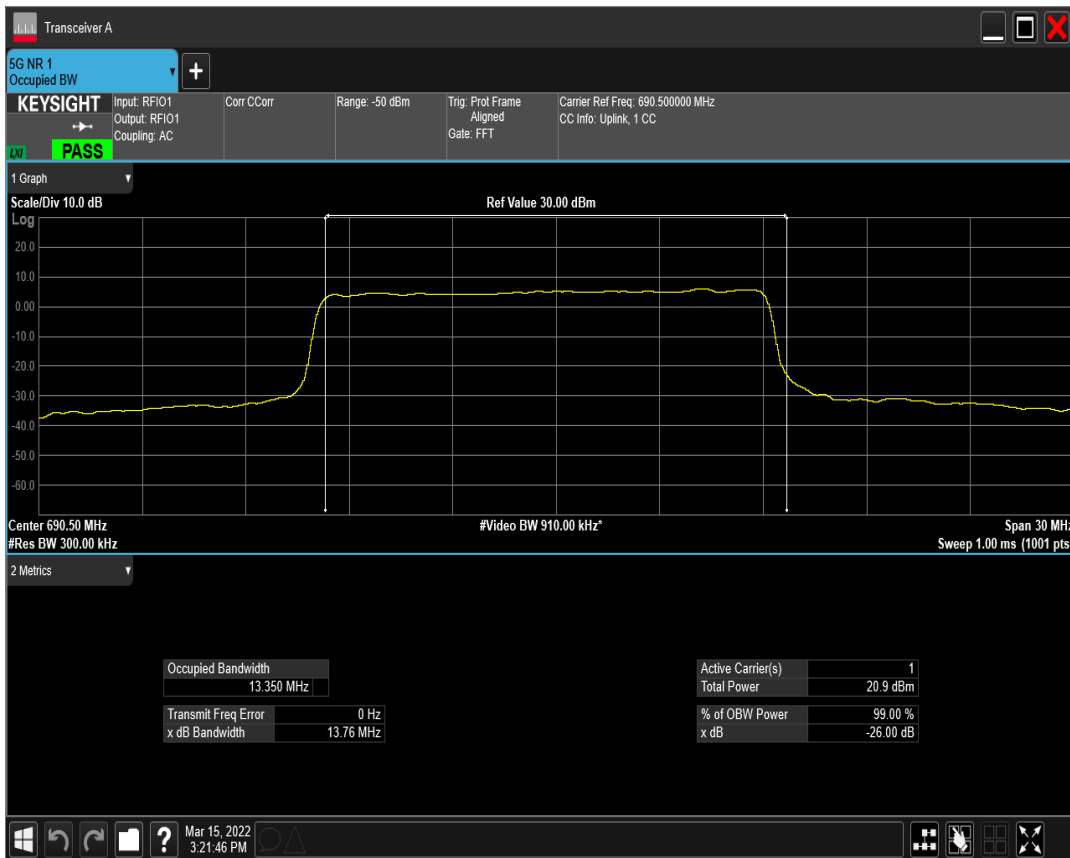 Transceiver A
5G NR 1
Occupied BW
KEYSIGHT
LXI
PASS
Input: RFIO1
Output: RFIO1
Coupling: AC
Corr CCorr
Range: -50 dBm
Trig: Prot Frame
Aligned
Gate: FFT
Carrier Ref Freq: 690.500000 MHz
CC Info: Uplink, 1 CC
1 Graph
Scale/Div 10.0 dB
Ref Value 30.00 dBm
Log
20.0
10.0
0.00
-10.0
-20.0
-30.0
-40.0
-50.0
-60.0
Center 690.50 MHz
#Video BW 910.00 kHz*
Span 30 MHz
#Res BW 300.00 kHz
Sweep 1.00 ms (1001 pts
2 Metrics
Occupied Bandwidth
13.350 MHz
Transmit Freq Error 0 Hz
x dB Bandwidth 13.76 MHz
Active Carrier(s) 1
Total Power 20.9 dBm
% of OBW Power 99.00 %
x dB -26.00 dB
?
Mar 15, 2022
3:21:46 PM